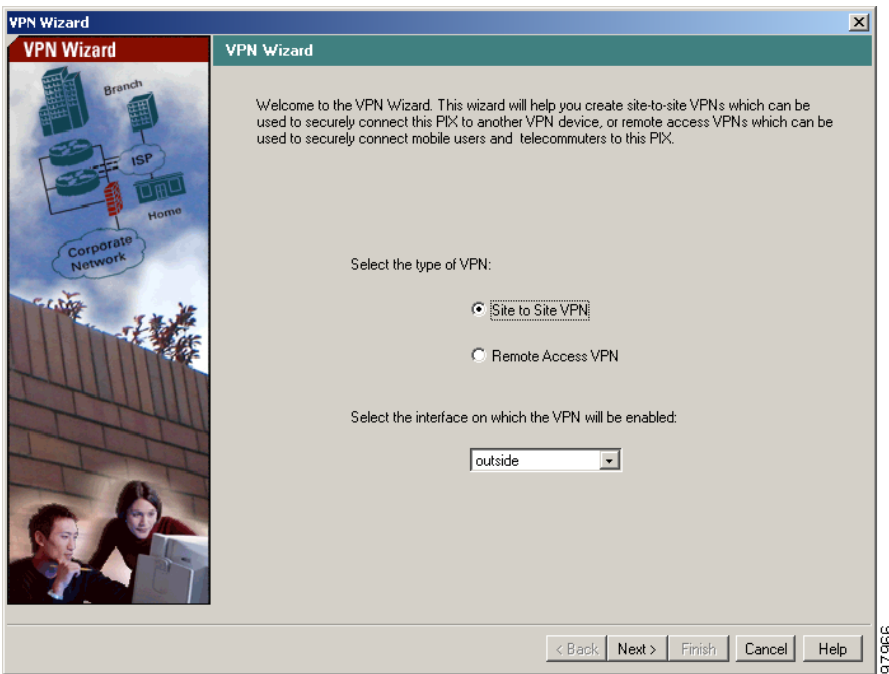 VPN Wizard
VPN Wizard
VPN Wizard
Branch
ISP
Home
Corporate
Network
Welcome to the VPN Wizard. This wizard will help you create site-to-site VPNs which can be
used to securely connect this PIX to another VPN device, or remote access VPNs which can be
used to securely connect mobile users and telecommuters to this PIX.
Select the type of VPN:
Site to Site VPN
Remote Access VPN
Select the interface on which the VPN will be enabled:
outside
< Back
Next >
Finish
Cancel
Help
97966